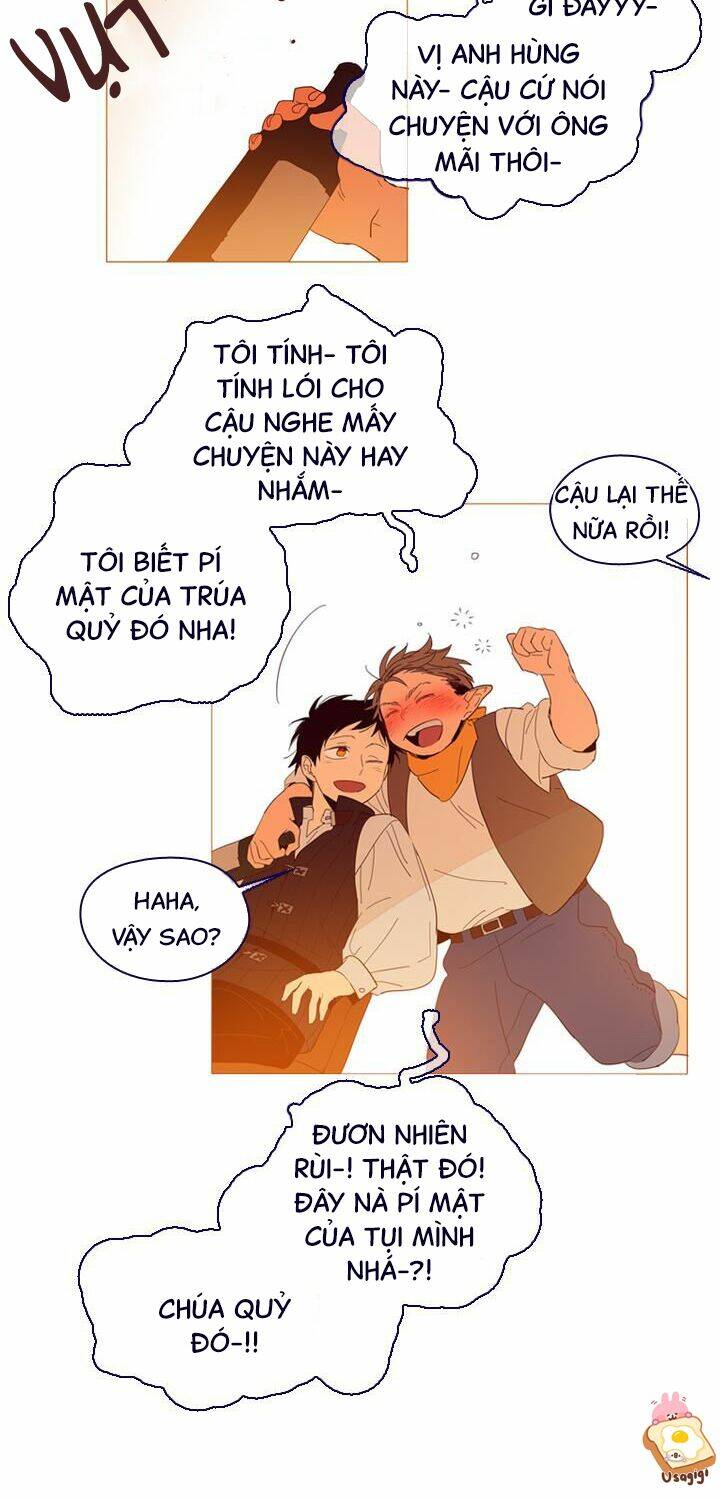 VỤT
GÌ ĐÂYYY-
VỊ ANH HÙNG
NÀY- CẬU CỨ NÓI
CHUYỆN VỚI ÔNG
MÃI THÔI-
TÔI TÍNH- TÔI
TÍNH LÓI CHO
CẬU NGHE MẤY
CHUYỆN NÀY HAY
NHẮM-
CẬU LẠI THẾ
NỮA RỒI!
TÔI BIẾT PÍ
MẬT CỦA TRÚA
QUỶ ĐÓ NHA!
HAHA,
VẬY SAO?
ĐƯƠN NHIÊN
RÙI-! THẬT ĐÓ!
ĐÂY NÀ PÍ MẬT
CỦA TỤI MÌNH
NHÁ-?!
CHÚA QUỶ
ĐÓ-!!
Usagigi